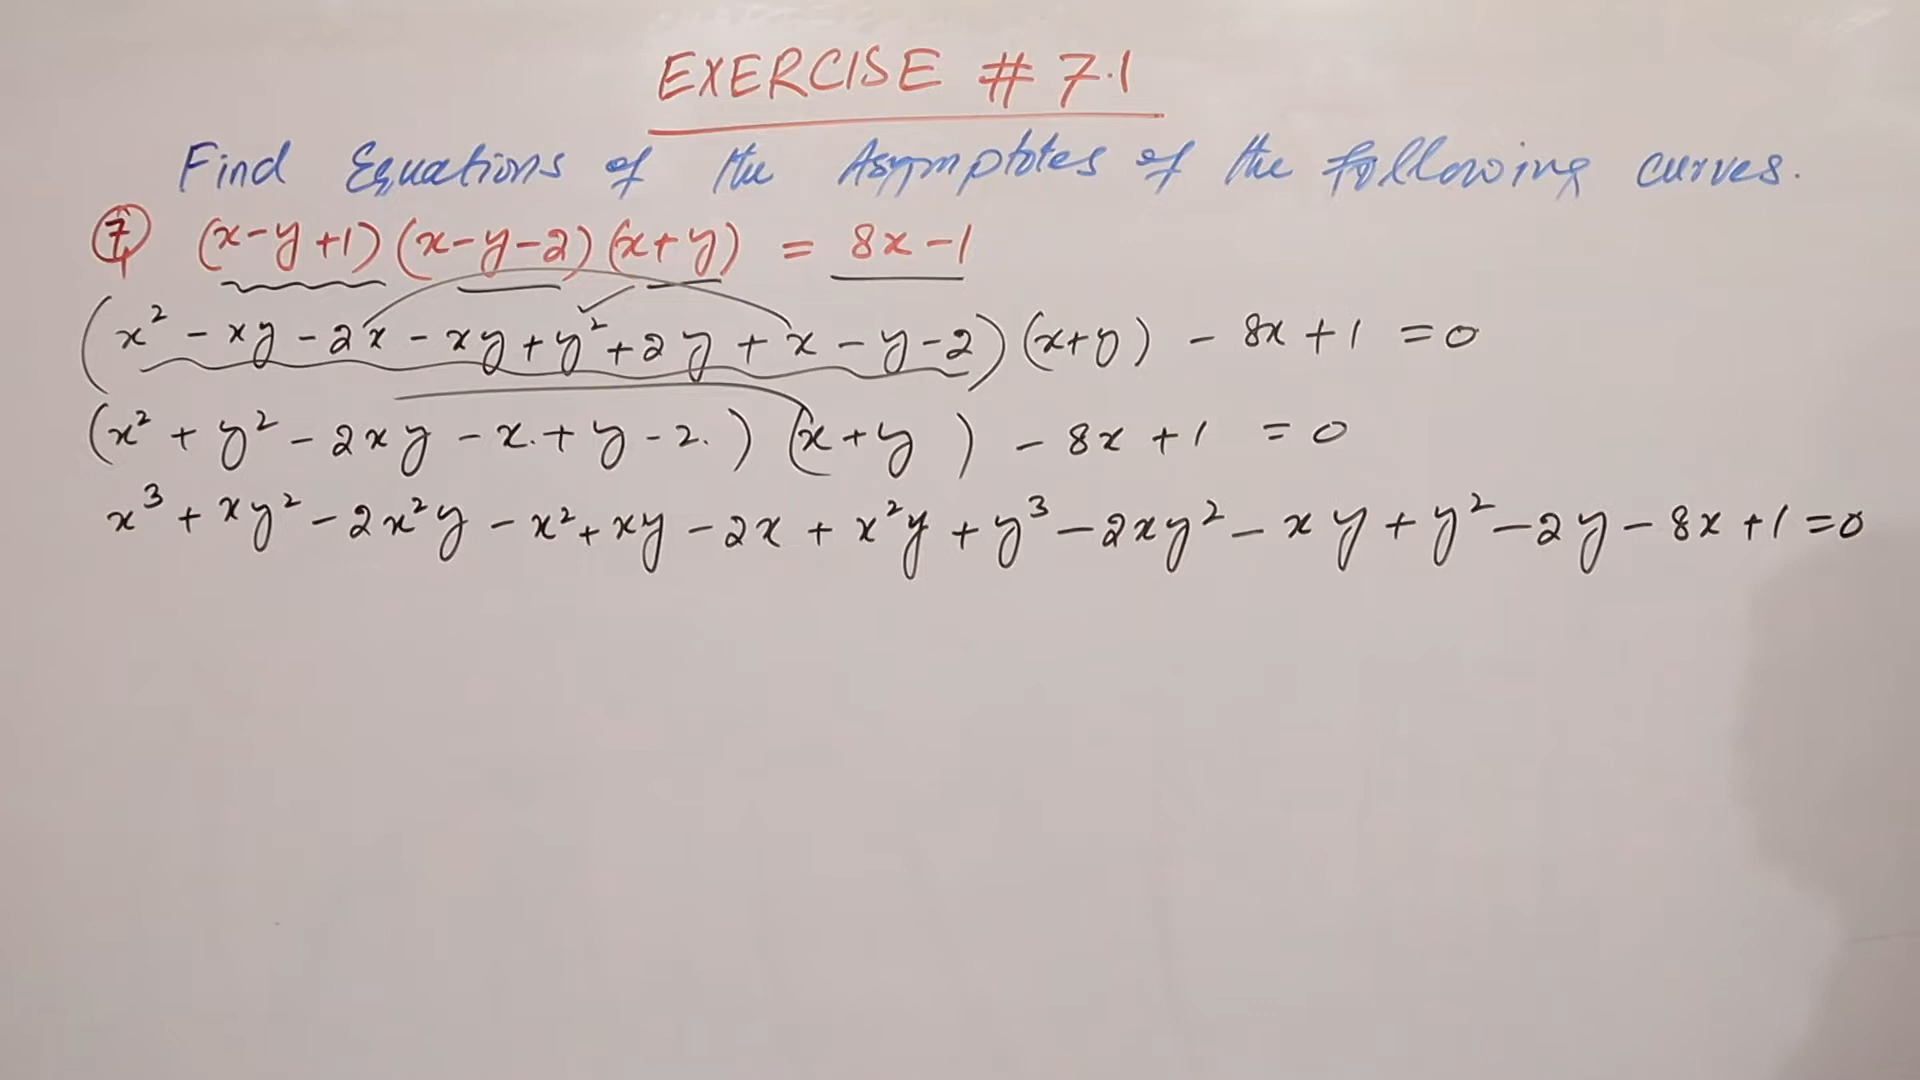 EXERCISE # 7.1
Find Equations of the Asymptotes of the following curves.
7 (x-y+1)(x-y-2)(x+y) = 8x-1
(x² - xy - 2x - xy + y² + 2y + x - y - 2)(x+y) - 8x + 1 = 0
(x² + y² - 2xy - x + y - 2.) (x+y) - 8x + 1 = 0
x³ + xy² - 2x²y - x² + xy - 2x + x²y + y³ - 2xy² - xy + y² - 2y - 8x + 1 = 0